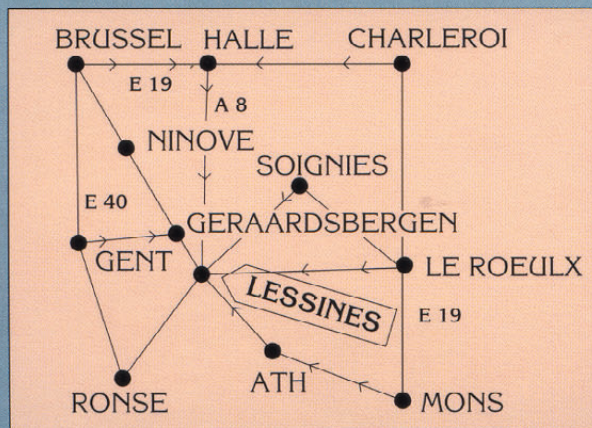 BRUSSEL HALLE CHARLEROI
E 19
A 8
NINOVE
SOIGNIES
E 40
GERAARDSBERGEN
GENT
LE ROEULX
LESSINES
E 19
ATH
RONSE
MONS